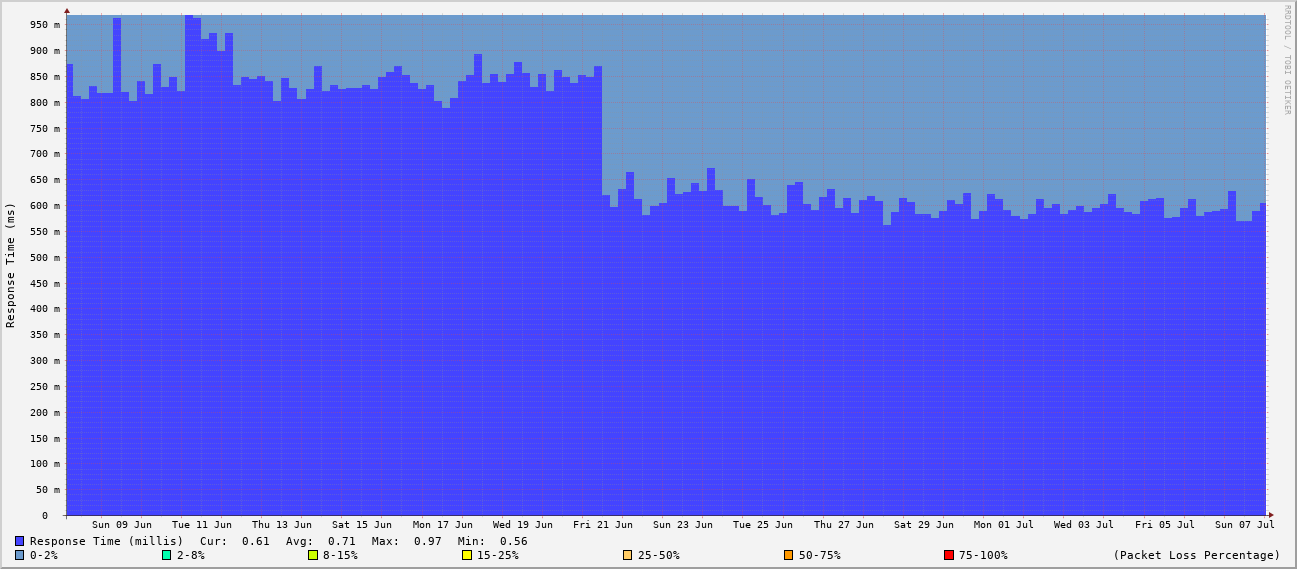 RRDTOOL / TOBI OETIKER
Response Time (ms)
950 m
900 m
850 m
800 m
750 m
700 m
650 m
600 m
550 m
500 m
450 m
400 m
350 m
300 m
250 m
200 m
150 m
100 m
50 m
0
Sun 09 Jun Tue 11 Jun Thu 13 Jun Sat 15 Jun Mon 17 Jun Wed 19 Jun Fri 21 Jun Sun 23 Jun Tue 25 Jun Thu 27 Jun Sat 29 Jun Mon 01 Jul Wed 03 Jul Fri 05 Jul Sun 07 Jul
Response Time (millis) Cur: 0.61 Avg: 0.71 Max: 0.97 Min: 0.56
0-2% 2-8% 8-15% 15-25% 25-50% 50-75% 75-100% (Packet Loss Percentage)